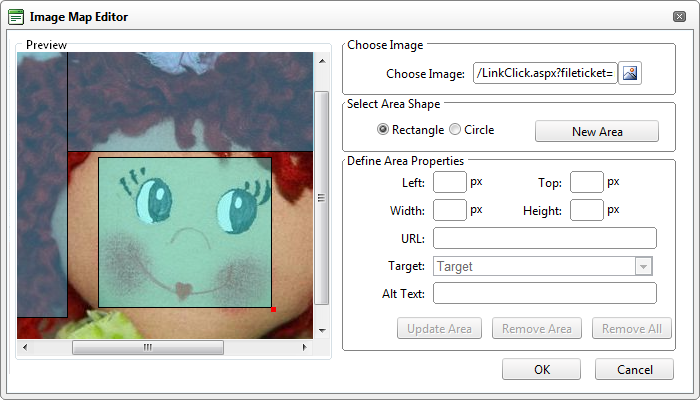 Image Map Editor
Preview
Choose Image
Choose Image: /LinkClick.aspx?fileticket=
Select Area Shape
Rectangle Circle New Area
Define Area Properties
Left: px Top: px
Width: px Height: px
URL:
Target: Target
Alt Text:
Update Area Remove Area Remove All
OK Cancel